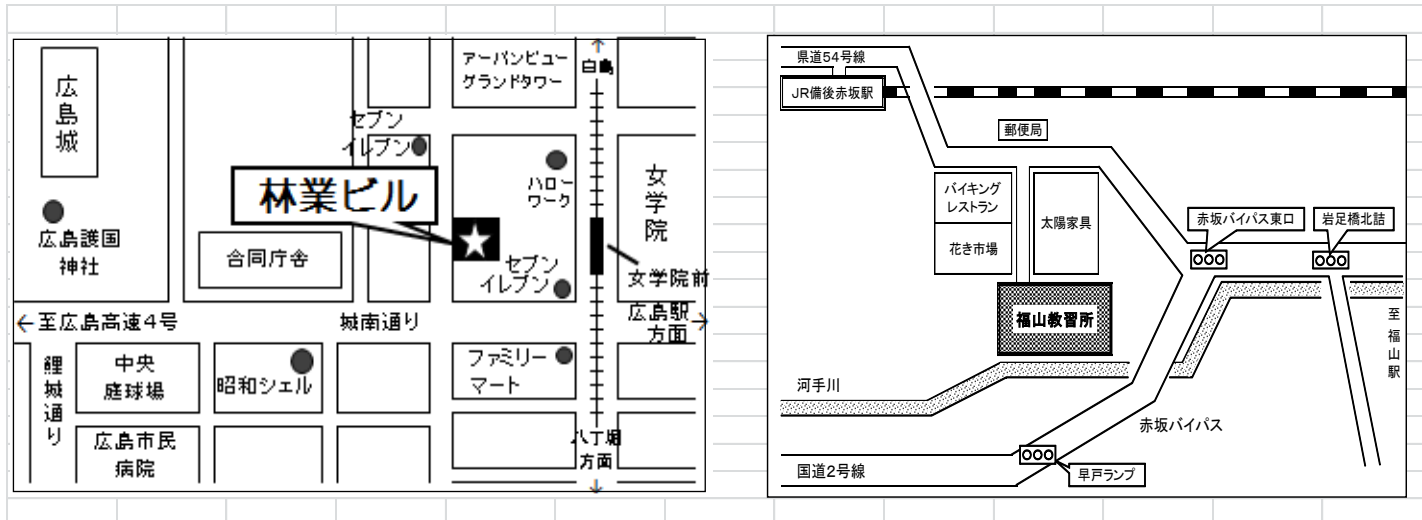 広島城
広島護国
神社
アーバンビュー
グランドタワー
白島
セブン
イレブン
林業ビル
ハロー
ワーク
女学院
合同庁舎
セブン
イレブン
女学院前
広島駅
方面
至広島高速4号
城南通り
鯉城通り
中央
庭球場
昭和シェル
ファミリー
マート
広島市民
病院
八丁堀
方面
県道54号線
JR備後赤坂駅
郵便局
バイキング
レストラン
花き市場
太陽家具
赤坂バイパス東口
岩足橋北詰
福山教習所
至福山駅
河手川
赤坂バイパス
国道2号線
早戸ランプ